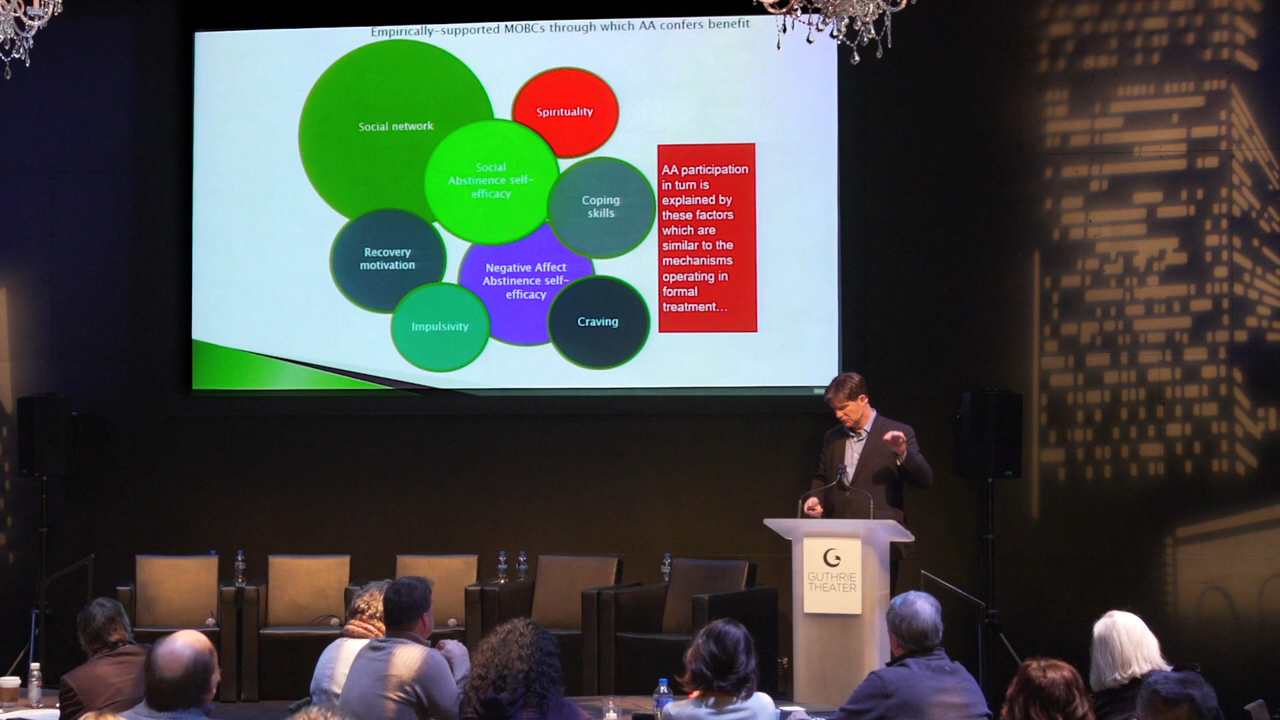 Empirically-supported MOBCs through which AA confers benefit
Social network
Spirituality
Social
Abstinence self-
efficacy
Coping
skills
Recovery
motivation
Negative Affect
Abstinence self-
efficacy
Impulsivity
Craving
AA participation
in turn is
explained by
these factors
which are
similar to the
mechanisms
operating in
formal
treatment...
G
GUTHRIE
THEATER